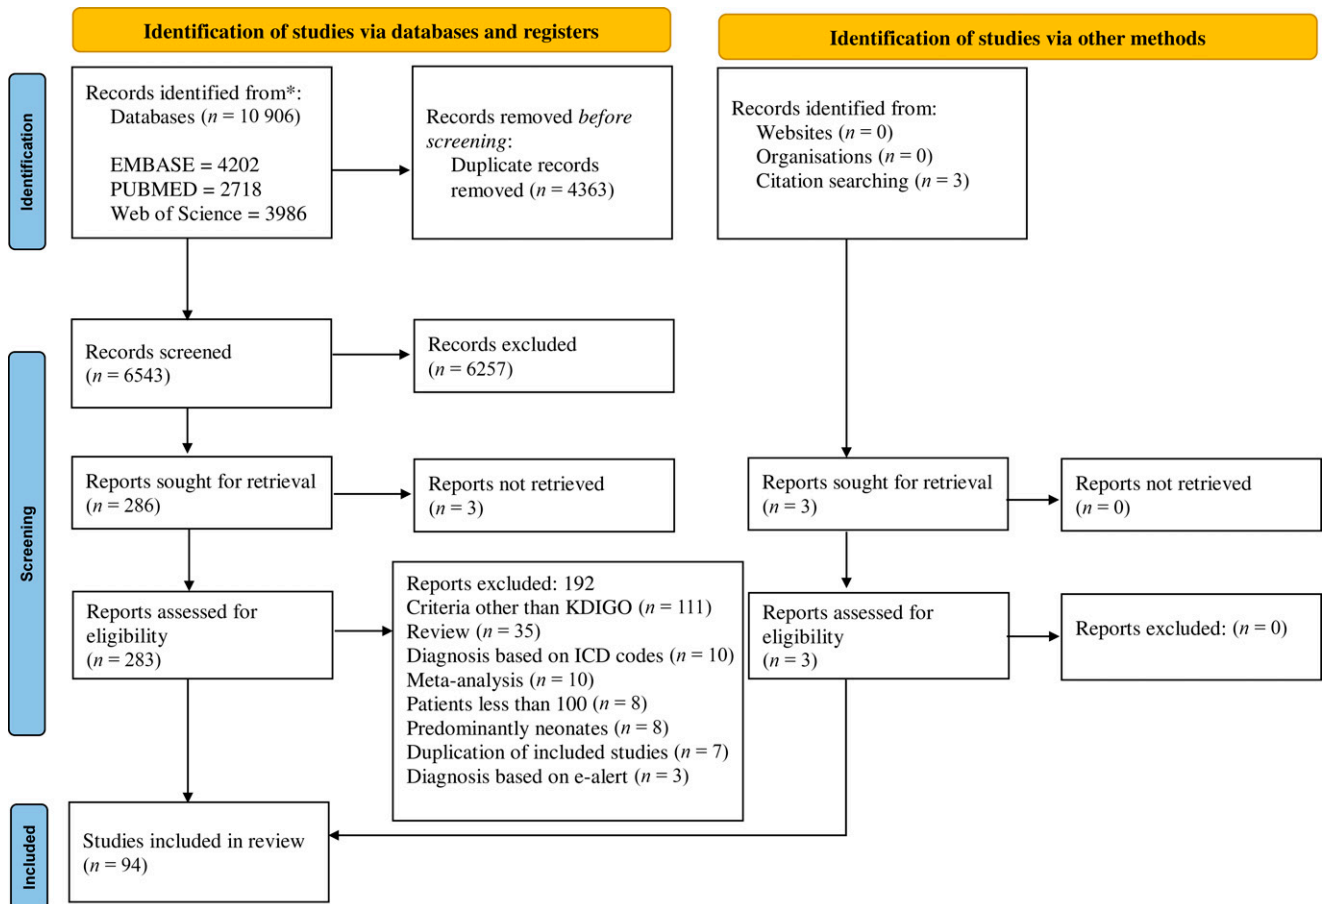 Identification of studies via databases and registers
Identification of studies via other methods
Identification
Records identified from*:
Databases (n = 10 906)
EMBASE = 4202
PUBMED = 2718
Web of Science = 3986
Records removed before
screening:
Duplicate records
removed (n = 4363)
Records identified from:
Websites (n = 0)
Organisations (n = 0)
Citation searching (n = 3)
Screening
Records screened
(n = 6543)
Records excluded
(n = 6257)
Reports sought for retrieval
(n = 286)
Reports not retrieved
(n = 3)
Reports sought for retrieval
(n = 3)
Reports not retrieved
(n = 0)
Reports assessed for
eligibility
(n = 283)
Reports excluded: 192
Criteria other than KDIGO (n = 111)
Review (n = 35)
Diagnosis based on ICD codes (n = 10)
Meta-analysis (n = 10)
Patients less than 100 (n = 8)
Predominantly neonates (n = 8)
Duplication of included studies (n = 7)
Diagnosis based on e-alert (n = 3)
Reports assessed for
eligibility
(n = 3)
Reports excluded: (n = 0)
Included
Studies included in review
(n = 94)